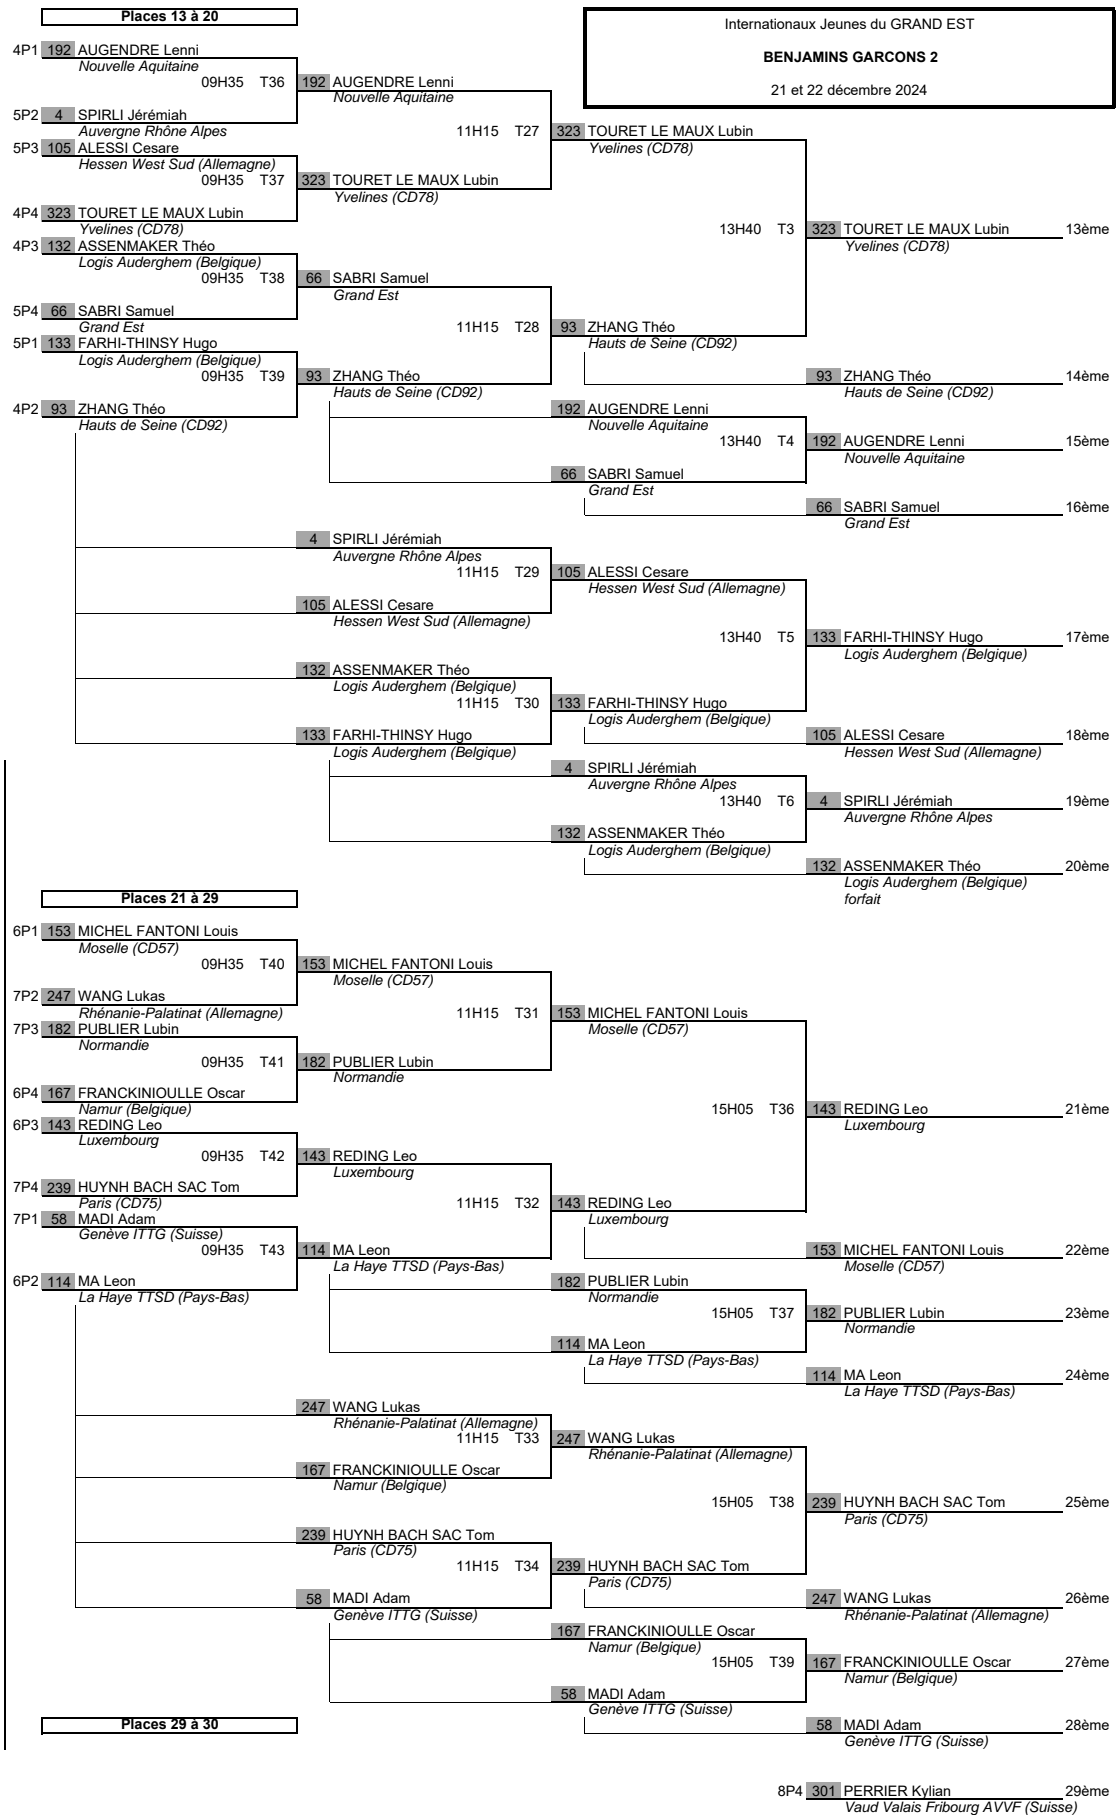 Places 13 à 20
Internationaux Jeunes du GRAND EST
BENJAMINS GARCONS 2
21 et 22 décembre 2024
4P1 192 AUGENDRE Lenni
Nouvelle Aquitaine
09H35 T36 192 AUGENDRE Lenni
Nouvelle Aquitaine
5P2 4 SPIRLI Jérémiah
Auvergne Rhône Alpes
11H15 T27 323 TOURET LE MAUX Lubin
Yvelines (CD78)
5P3 105 ALESSI Cesare
Hessen West Sud (Allemagne)
09H35 T37 323 TOURET LE MAUX Lubin
Yvelines (CD78)
4P4 323 TOURET LE MAUX Lubin
Yvelines (CD78)
13H40 T3 323 TOURET LE MAUX Lubin 13ème
Yvelines (CD78)
4P3 132 ASSENMAKER Théo
Logis Auderghem (Belgique)
09H35 T38 66 SABRI Samuel
Grand Est
5P4 66 SABRI Samuel
Grand Est
11H15 T28 93 ZHANG Théo
Hauts de Seine (CD92)
5P1 133 FARHI-THINSY Hugo
Logis Auderghem (Belgique)
09H35 T39 93 ZHANG Théo
Hauts de Seine (CD92)
93 ZHANG Théo 14ème
Hauts de Seine (CD92)
4P2 93 ZHANG Théo
Hauts de Seine (CD92)
192 AUGENDRE Lenni
Nouvelle Aquitaine
13H40 T4 192 AUGENDRE Lenni 15ème
Nouvelle Aquitaine
66 SABRI Samuel
Grand Est
66 SABRI Samuel 16ème
Grand Est
4 SPIRLI Jérémiah
Auvergne Rhône Alpes
11H15 T29 105 ALESSI Cesare
Hessen West Sud (Allemagne)
105 ALESSI Cesare
Hessen West Sud (Allemagne)
13H40 T5 133 FARHI-THINSY Hugo 17ème
Logis Auderghem (Belgique)
132 ASSENMAKER Théo
Logis Auderghem (Belgique)
11H15 T30 133 FARHI-THINSY Hugo
Logis Auderghem (Belgique)
133 FARHI-THINSY Hugo
Logis Auderghem (Belgique)
105 ALESSI Cesare 18ème
Hessen West Sud (Allemagne)
4 SPIRLI Jérémiah
Auvergne Rhône Alpes
13H40 T6 4 SPIRLI Jérémiah 19ème
Auvergne Rhône Alpes
132 ASSENMAKER Théo
Logis Auderghem (Belgique)
132 ASSENMAKER Théo 20ème
Logis Auderghem (Belgique)
forfait
Places 21 à 29
6P1 153 MICHEL FANTONI Louis
Moselle (CD57)
09H35 T40 153 MICHEL FANTONI Louis
Moselle (CD57)
7P2 247 WANG Lukas
Rhénanie-Palatinat (Allemagne)
11H15 T31 153 MICHEL FANTONI Louis
Moselle (CD57)
7P3 182 PUBLIER Lubin
Normandie
09H35 T41 182 PUBLIER Lubin
Normandie
6P4 167 FRANCKINIOULLE Oscar
Namur (Belgique)
15H05 T36 143 REDING Leo 21ème
Luxembourg
6P3 143 REDING Leo
Luxembourg
09H35 T42 143 REDING Leo
Luxembourg
7P4 239 HUYNH BACH SAC Tom
Paris (CD75)
11H15 T32 143 REDING Leo
Luxembourg
7P1 58 MADI Adam
Genève ITTG (Suisse)
09H35 T43 114 MA Leon
La Haye TTSD (Pays-Bas)
153 MICHEL FANTONI Louis 22ème
Moselle (CD57)
6P2 114 MA Leon
La Haye TTSD (Pays-Bas)
182 PUBLIER Lubin
Normandie
15H05 T37 182 PUBLIER Lubin 23ème
Normandie
114 MA Leon
La Haye TTSD (Pays-Bas)
114 MA Leon 24ème
La Haye TTSD (Pays-Bas)
247 WANG Lukas
Rhénanie-Palatinat (Allemagne)
11H15 T33 247 WANG Lukas
Rhénanie-Palatinat (Allemagne)
167 FRANCKINIOULLE Oscar
Namur (Belgique)
15H05 T38 239 HUYNH BACH SAC Tom 25ème
Paris (CD75)
239 HUYNH BACH SAC Tom
Paris (CD75)
11H15 T34 239 HUYNH BACH SAC Tom
Paris (CD75)
58 MADI Adam
Genève ITTG (Suisse)
247 WANG Lukas 26ème
Rhénanie-Palatinat (Allemagne)
167 FRANCKINIOULLE Oscar
Namur (Belgique)
15H05 T39 167 FRANCKINIOULLE Oscar 27ème
Namur (Belgique)
58 MADI Adam
Genève ITTG (Suisse)
Places 29 à 30
58 MADI Adam 28ème
Genève ITTG (Suisse)
8P4 301 PERRIER Kylian 29ème
Vaud Valais Fribourg AVVF (Suisse)